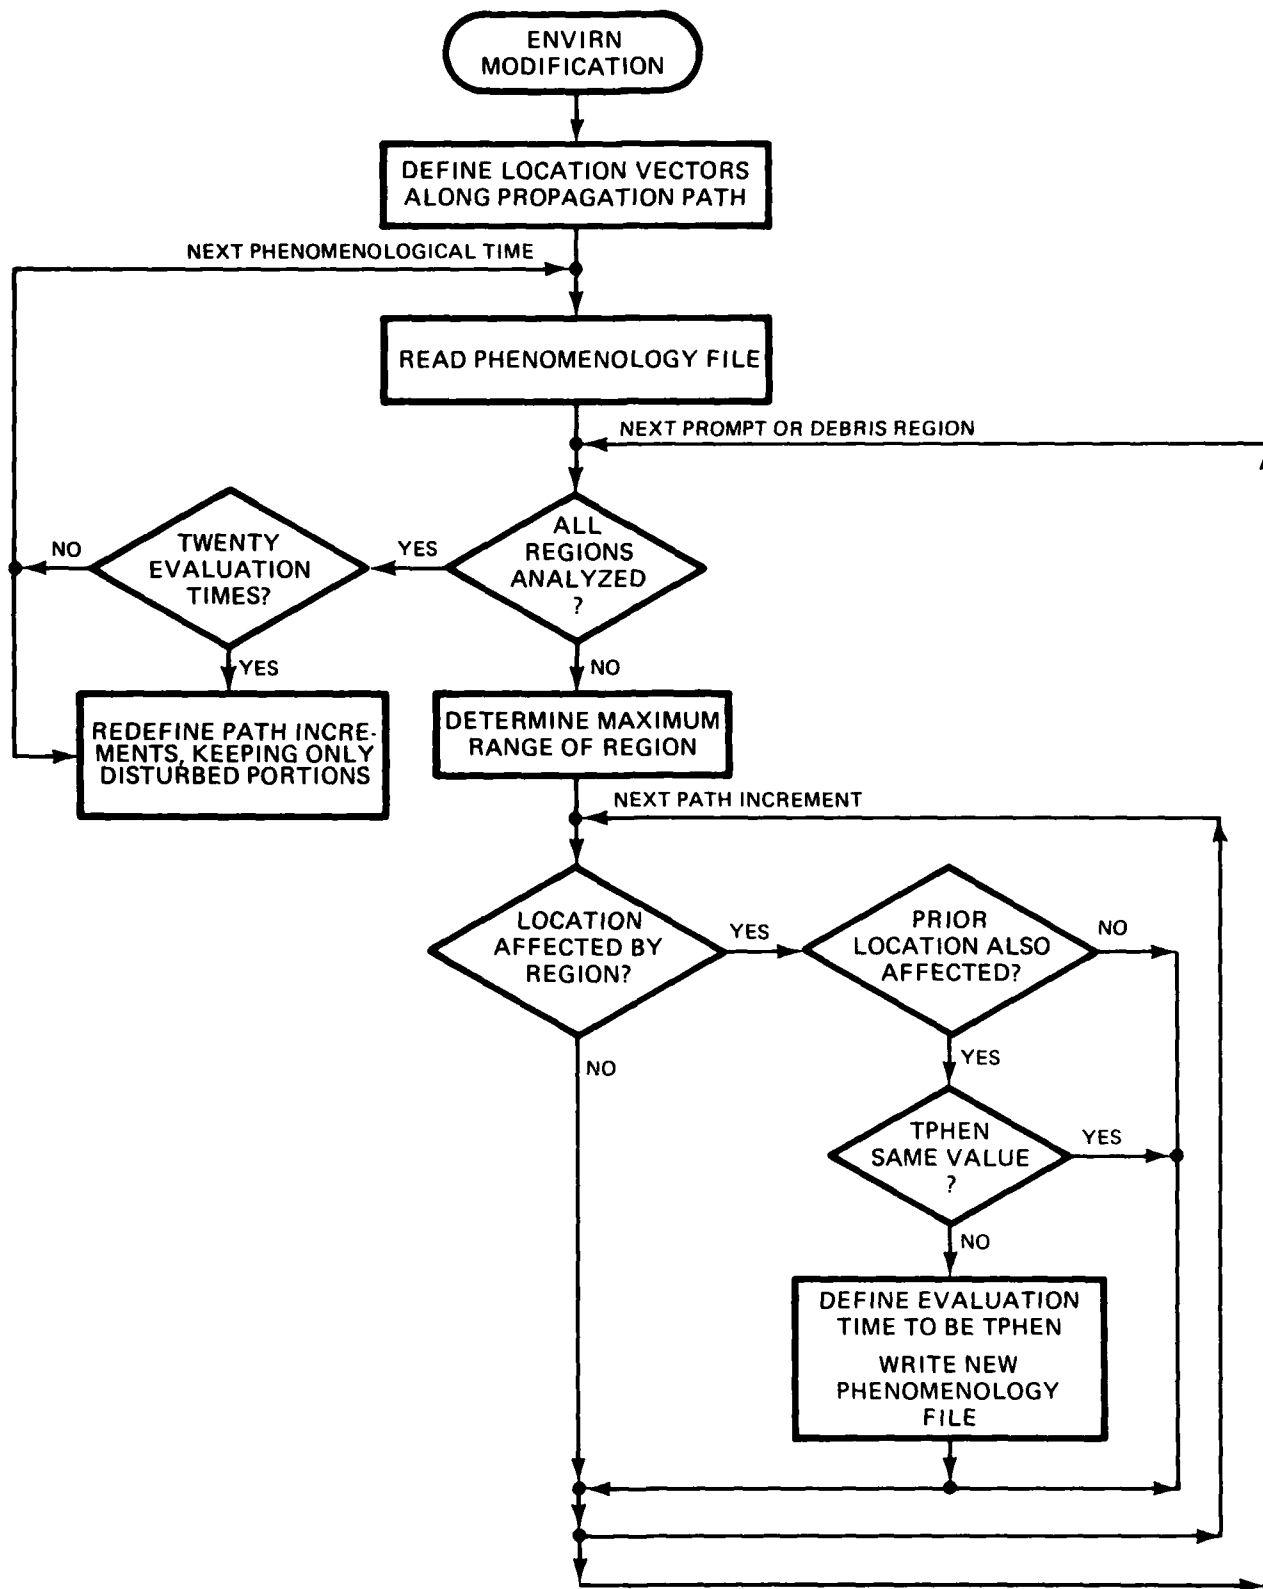 ENVIRN
MODIFICATION
DEFINE LOCATION VECTORS
ALONG PROPAGATION PATH
NEXT PHENOMENOLOGICAL TIME
READ PHENOMENOLOGY FILE
NEXT PROMPT OR DEBRIS REGION
ALL
REGIONS
ANALYZED
?
YES
TWENTY
EVALUATION
TIMES?
NO
YES
REDEFINE PATH INCRE-
MENTS, KEEPING ONLY
DISTURBED PORTIONS
NO
DETERMINE MAXIMUM
RANGE OF REGION
NEXT PATH INCREMENT
LOCATION
AFFECTED BY
REGION?
YES
PRIOR
LOCATION ALSO
AFFECTED?
NO
NO
YES
TPHEN
SAME VALUE
?
YES
NO
DEFINE EVALUATION
TIME TO BE TPHEN
WRITE NEW
PHENOMENOLOGY
FILE